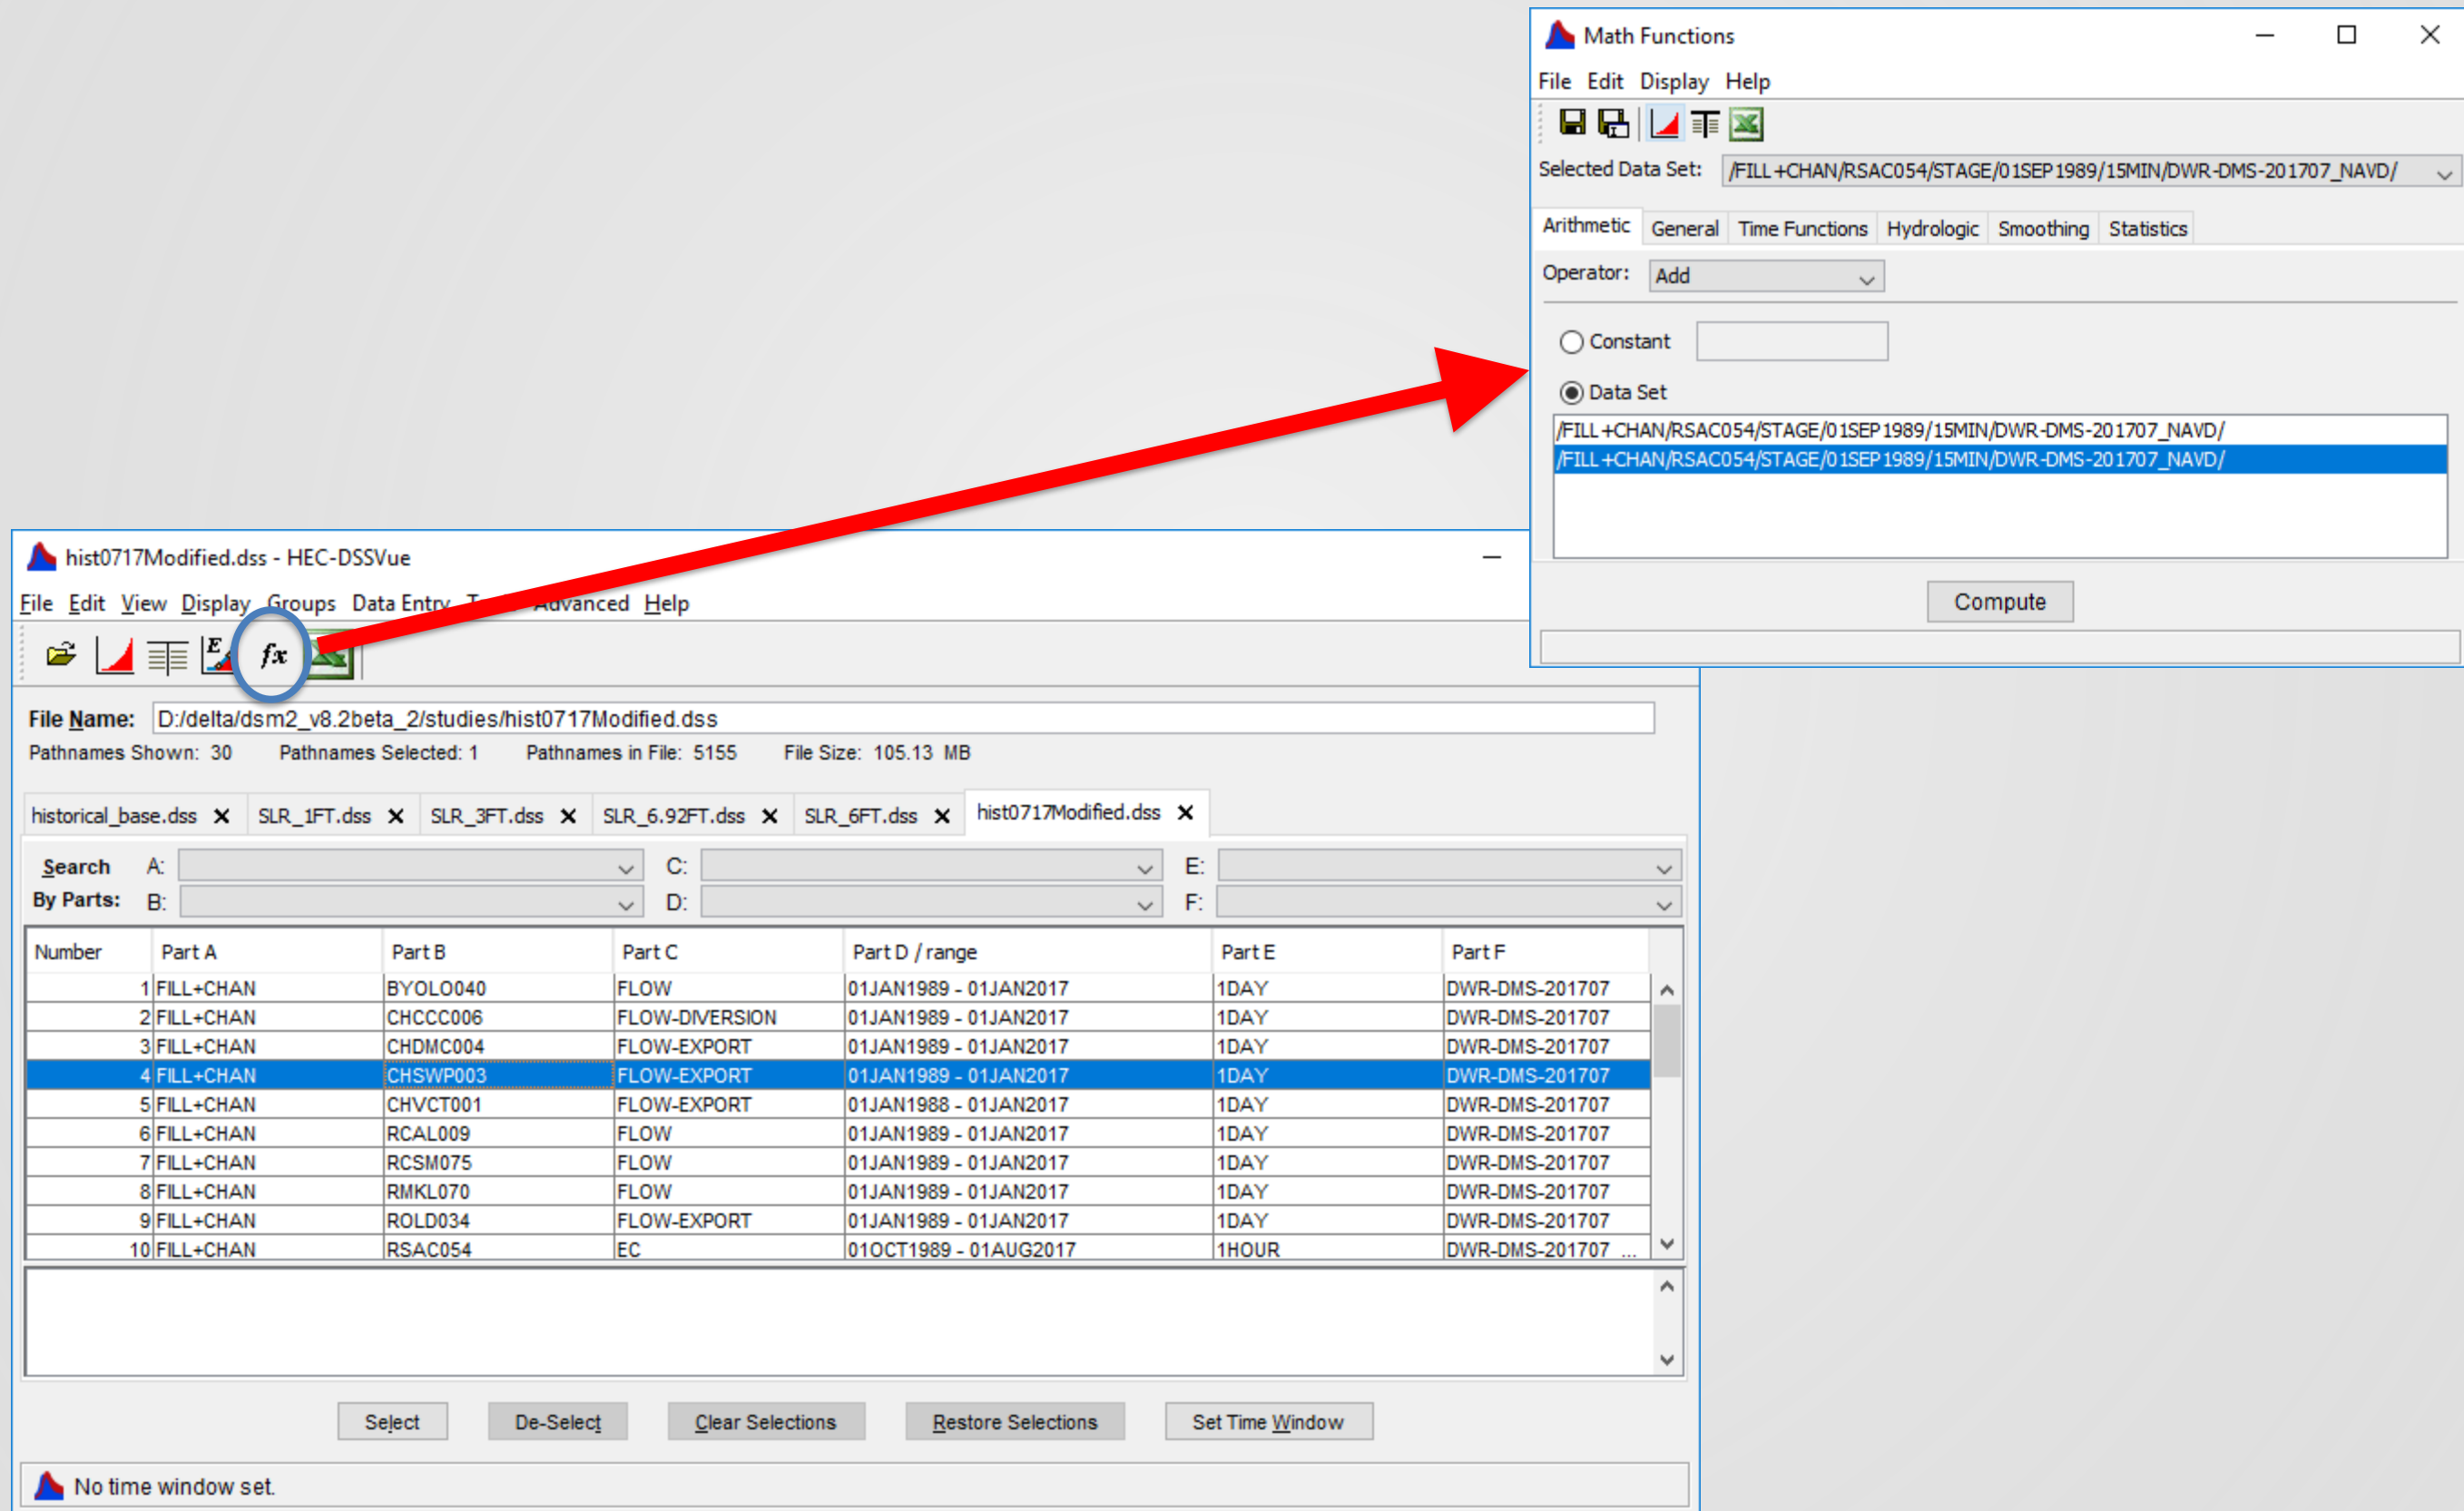 Math Functions
File Edit Display Help
Selected Data Set: /FILL+CHAN/RSAC054/STAGE/01SEP1989/15MIN/DWR-DMS-201707_NAVD/
Arithmetic General Time Functions Hydrologic Smoothing Statistics
Operator: Add
Constant
Data Set
/FILL+CHAN/RSAC054/STAGE/01SEP1989/15MIN/DWR-DMS-201707_NAVD/
/FILL+CHAN/RSAC054/STAGE/01SEP1989/15MIN/DWR-DMS-201707_NAVD/
Compute
hist0717Modified.dss - HEC-DSSVue
File Edit View Display Groups Data Entry Advanced Help
E fx
File Name: D:/delta/dsm2_v8.2beta_2/studies/hist0717Modified.dss
Pathnames Shown: 30 Pathnames Selected: 1 Pathnames in File: 5155 File Size: 105.13 MB
historical_base.dss SLR_1FT.dss SLR_3FT.dss SLR_6.92FT.dss SLR_6FT.dss hist0717Modified.dss
Search A: C: E:
By Parts: B: D: F:
Number Part A Part B Part C Part D / range Part E Part F
1 FILL+CHAN BYOLO040 FLOW 01JAN1989 - 01JAN2017 1DAY DWR-DMS-201707
2 FILL+CHAN CHCCC006 FLOW-DIVERSION 01JAN1989 - 01JAN2017 1DAY DWR-DMS-201707
3 FILL+CHAN CHDMC004 FLOW-EXPORT 01JAN1989 - 01JAN2017 1DAY DWR-DMS-201707
4 FILL+CHAN CHSWP003 FLOW-EXPORT 01JAN1989 - 01JAN2017 1DAY DWR-DMS-201707
5 FILL+CHAN CHVCT001 FLOW-EXPORT 01JAN1988 - 01JAN2017 1DAY DWR-DMS-201707
6 FILL+CHAN RCAL009 FLOW 01JAN1989 - 01JAN2017 1DAY DWR-DMS-201707
7 FILL+CHAN RCSM075 FLOW 01JAN1989 - 01JAN2017 1DAY DWR-DMS-201707
8 FILL+CHAN RMKL070 FLOW 01JAN1989 - 01JAN2017 1DAY DWR-DMS-201707
9 FILL+CHAN ROLD034 FLOW-EXPORT 01JAN1989 - 01JAN2017 1DAY DWR-DMS-201707
10 FILL+CHAN RSAC054 EC 01OCT1989 - 01AUG2017 1HOUR DWR-DMS-201707 ...
Select De-Select Clear Selections Restore Selections Set Time Window
No time window set.